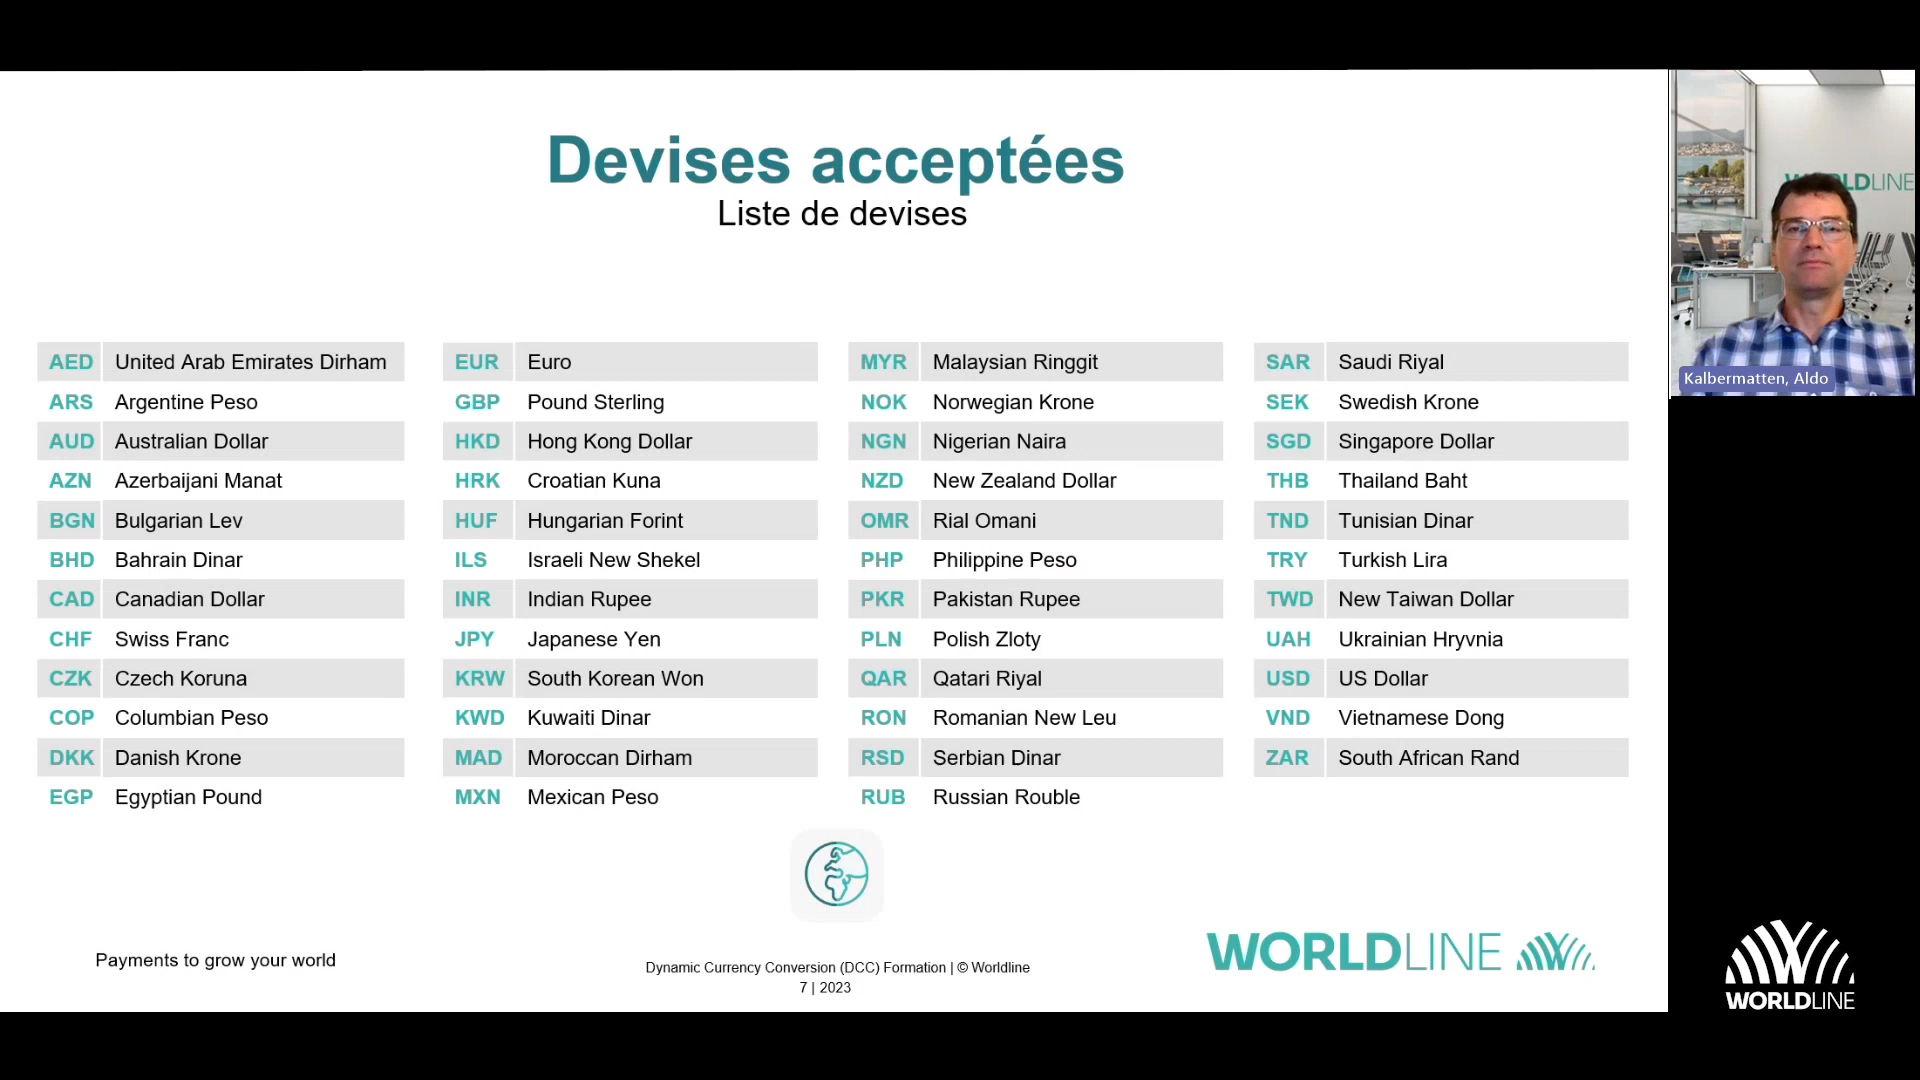 Devises acceptées
Liste de devises
AED United Arab Emirates Dirham
ARS Argentine Peso
AUD Australian Dollar
AZN Azerbaijani Manat
BGN Bulgarian Lev
BHD Bahrain Dinar
CAD Canadian Dollar
CHF Swiss Franc
CZK Czech Koruna
COP Columbian Peso
DKK Danish Krone
EGP Egyptian Pound
EUR Euro
GBP Pound Sterling
HKD Hong Kong Dollar
HRK Croatian Kuna
HUF Hungarian Forint
ILS Israeli New Shekel
INR Indian Rupee
JPY Japanese Yen
KRW South Korean Won
KWD Kuwaiti Dinar
MAD Moroccan Dirham
MXN Mexican Peso
MYR Malaysian Ringgit
NOK Norwegian Krone
NGN Nigerian Naira
NZD New Zealand Dollar
OMR Rial Omani
PHP Philippine Peso
PKR Pakistan Rupee
PLN Polish Zloty
QAR Qatari Riyal
RON Romanian New Leu
RSD Serbian Dinar
RUB Russian Rouble
SAR Saudi Riyal
SEK Swedish Krone
SGD Singapore Dollar
THB Thailand Baht
TND Tunisian Dinar
TRY Turkish Lira
TWD New Taiwan Dollar
UAH Ukrainian Hryvnia
USD US Dollar
VND Vietnamese Dong
ZAR South African Rand
Payments to grow your world
Dynamic Currency Conversion (DCC) Formation | © Worldline
7 | 2023
WORLDLINE
WORLDLINE
Kalbermatten, Aldo
WORLDLINE